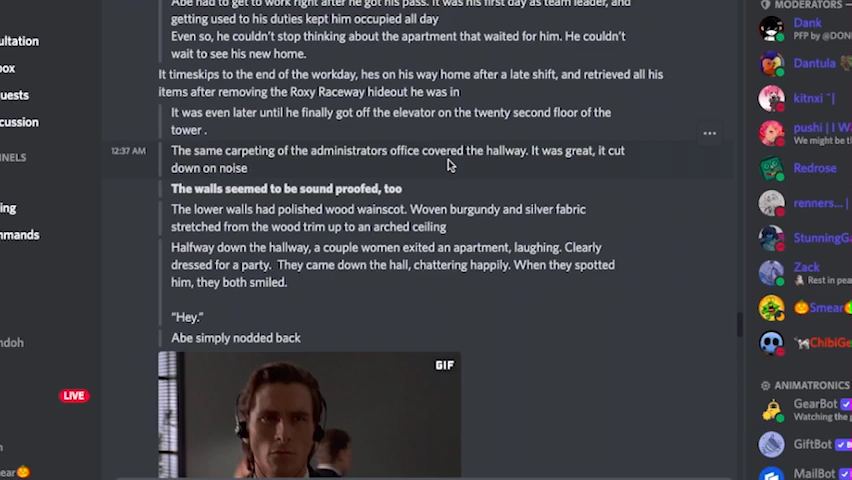 Abe had to get to work right after he got his pass. It was his first day as team leader, and
getting used to his duties kept him occupied all day
Even so, he couldn't stop thinking about the apartment that waited for him. He couldn't
wait to see his new home.
It timeskips to the end of the workday, hes on his way home after a late shift, and retrieved all his
items after removing the Roxy Raceway hideout he was in
It was even later until he finally got off the elevator on the twenty second floor of the
tower .
12:37 AM
The same carpeting of the administrators office covered the hallway. It was great, it cut
down on noise
The walls seemed to be sound proofed, too
The lower walls had polished wood wainscot. Woven burgundy and silver fabric
stretched from the wood trim up to an arched ceiling
Halfway down the hallway, a couple women exited an apartment, laughing. Clearly
dressed for a party. They came down the hall, chattering happily. When they spotted
him, they both smiled.
"Hey."
Abe simply nodded back
GIF
ultation
ox
uests
cussion
NNELS
ing
mmands
ndoh
LIVE
n
ear
MODERATORS
Dank
PFP by @DON
Dantula
kitnxi ~|
pushi | I W
We might be th
Redrose
renners... |
StunningGa
Zack
Rest in pea
Smear
ChibiGe
ANIMATRONICS
GearBot
Watching the
GiftBot
B
MailBot